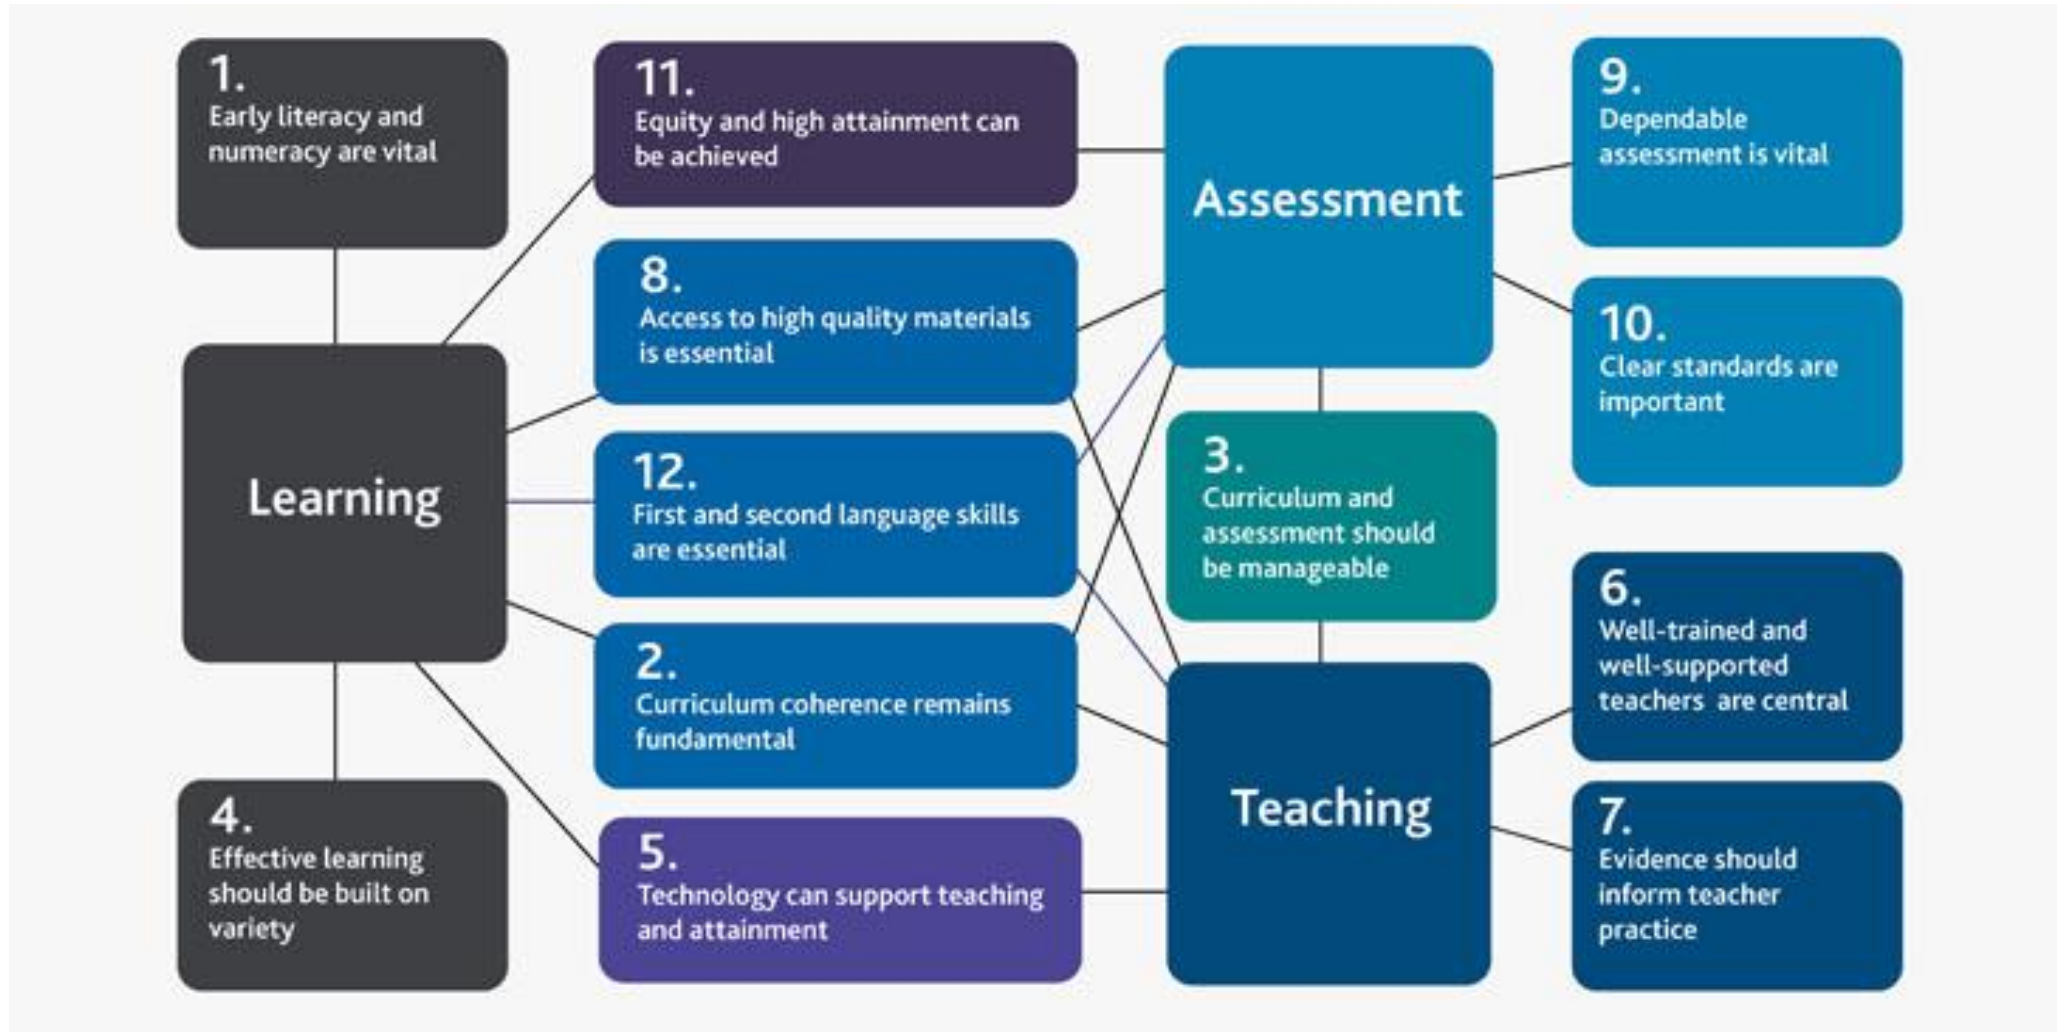 1.
Early literacy and
numeracy are vital
11.
Equity and high attainment can
be achieved
Assessment
9.
Dependable
assessment is vital
8.
Access to high quality materials
is essential
10.
Clear standards are
important
Learning
12.
First and second language skills
are essential
3.
Curriculum and
assessment should
be manageable
2.
Curriculum coherence remains
fundamental
6.
Well-trained and
well-supported
teachers are central
Teaching
4.
Effective learning
should be built on
variety
5.
Technology can support teaching
and attainment
7.
Evidence should
inform teacher
practice